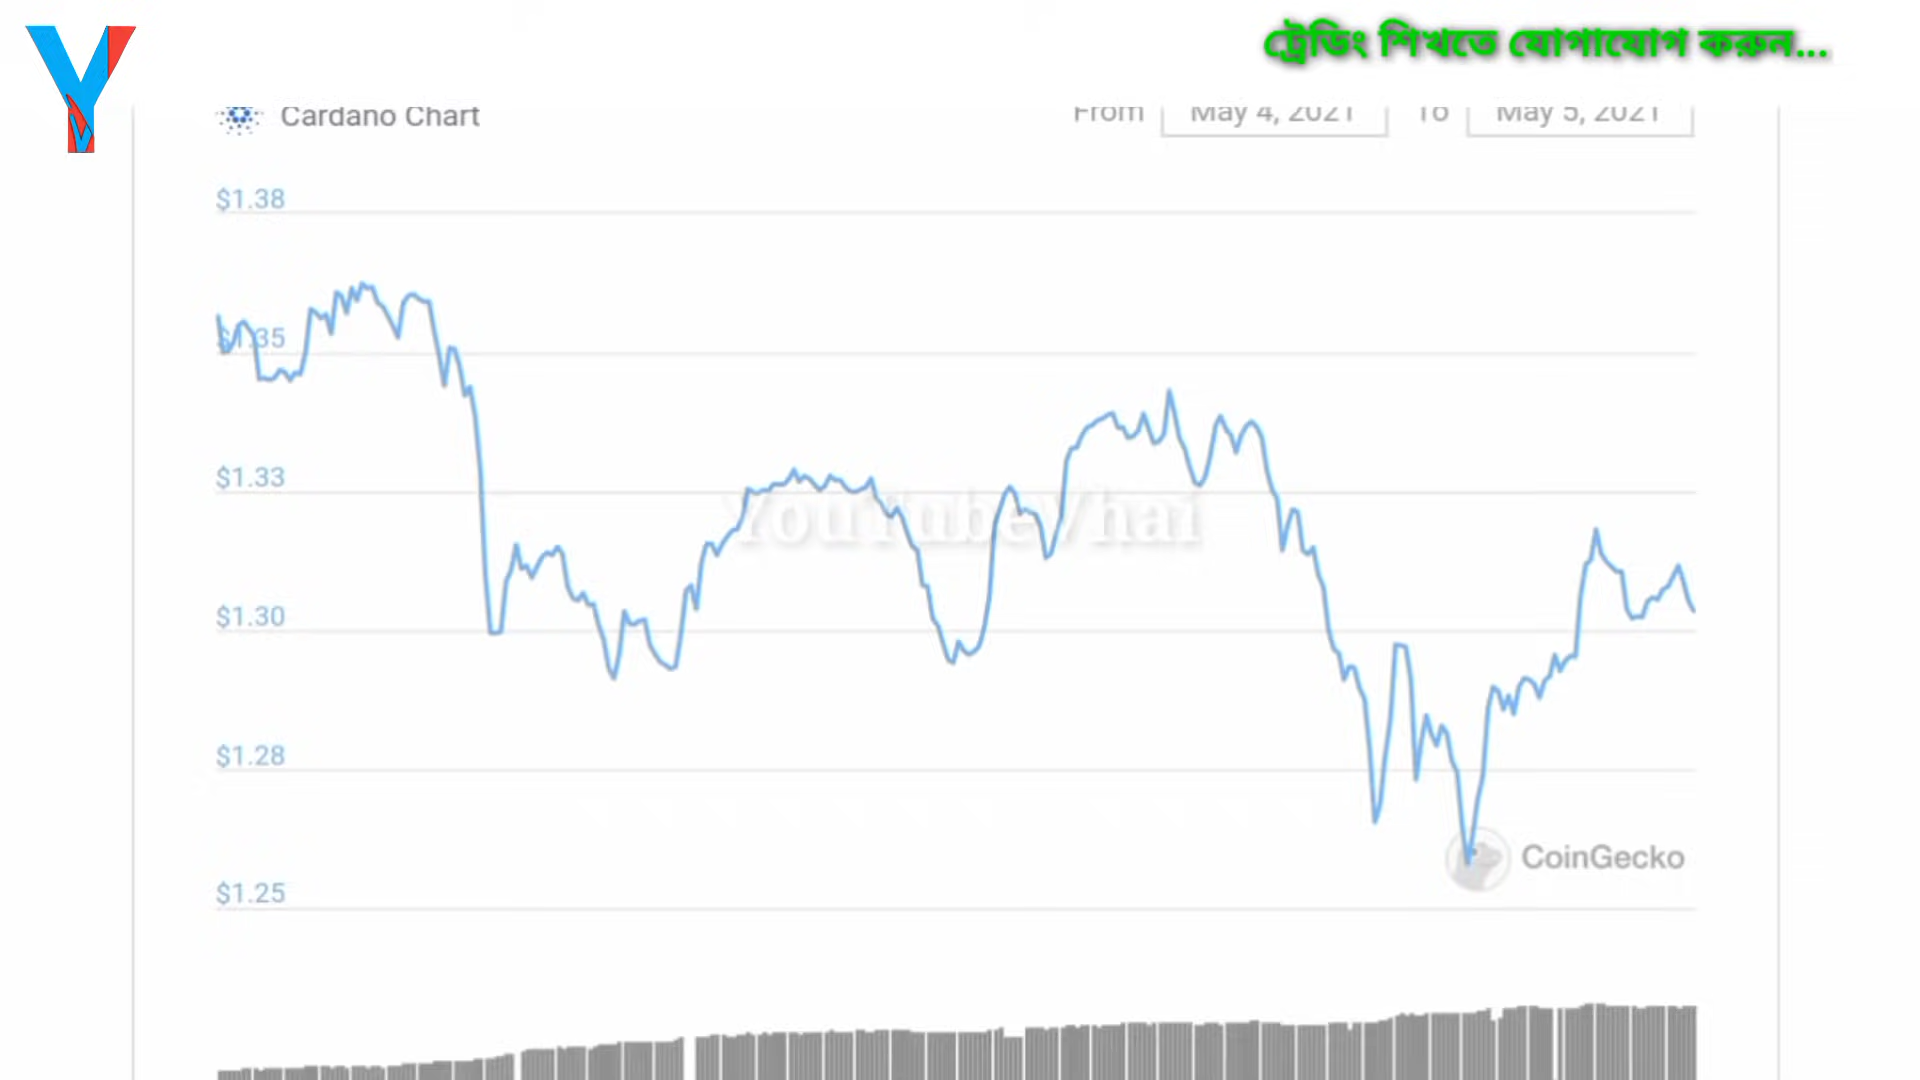 ট্রেডিং শিখতে যোগাযোগ করুন...
Cardano Chart
From May 4, 2021 To May 5, 2021
$1.38
$1.35
$1.33
YouTubeVhai
$1.30
$1.28
CoinGecko
$1.25